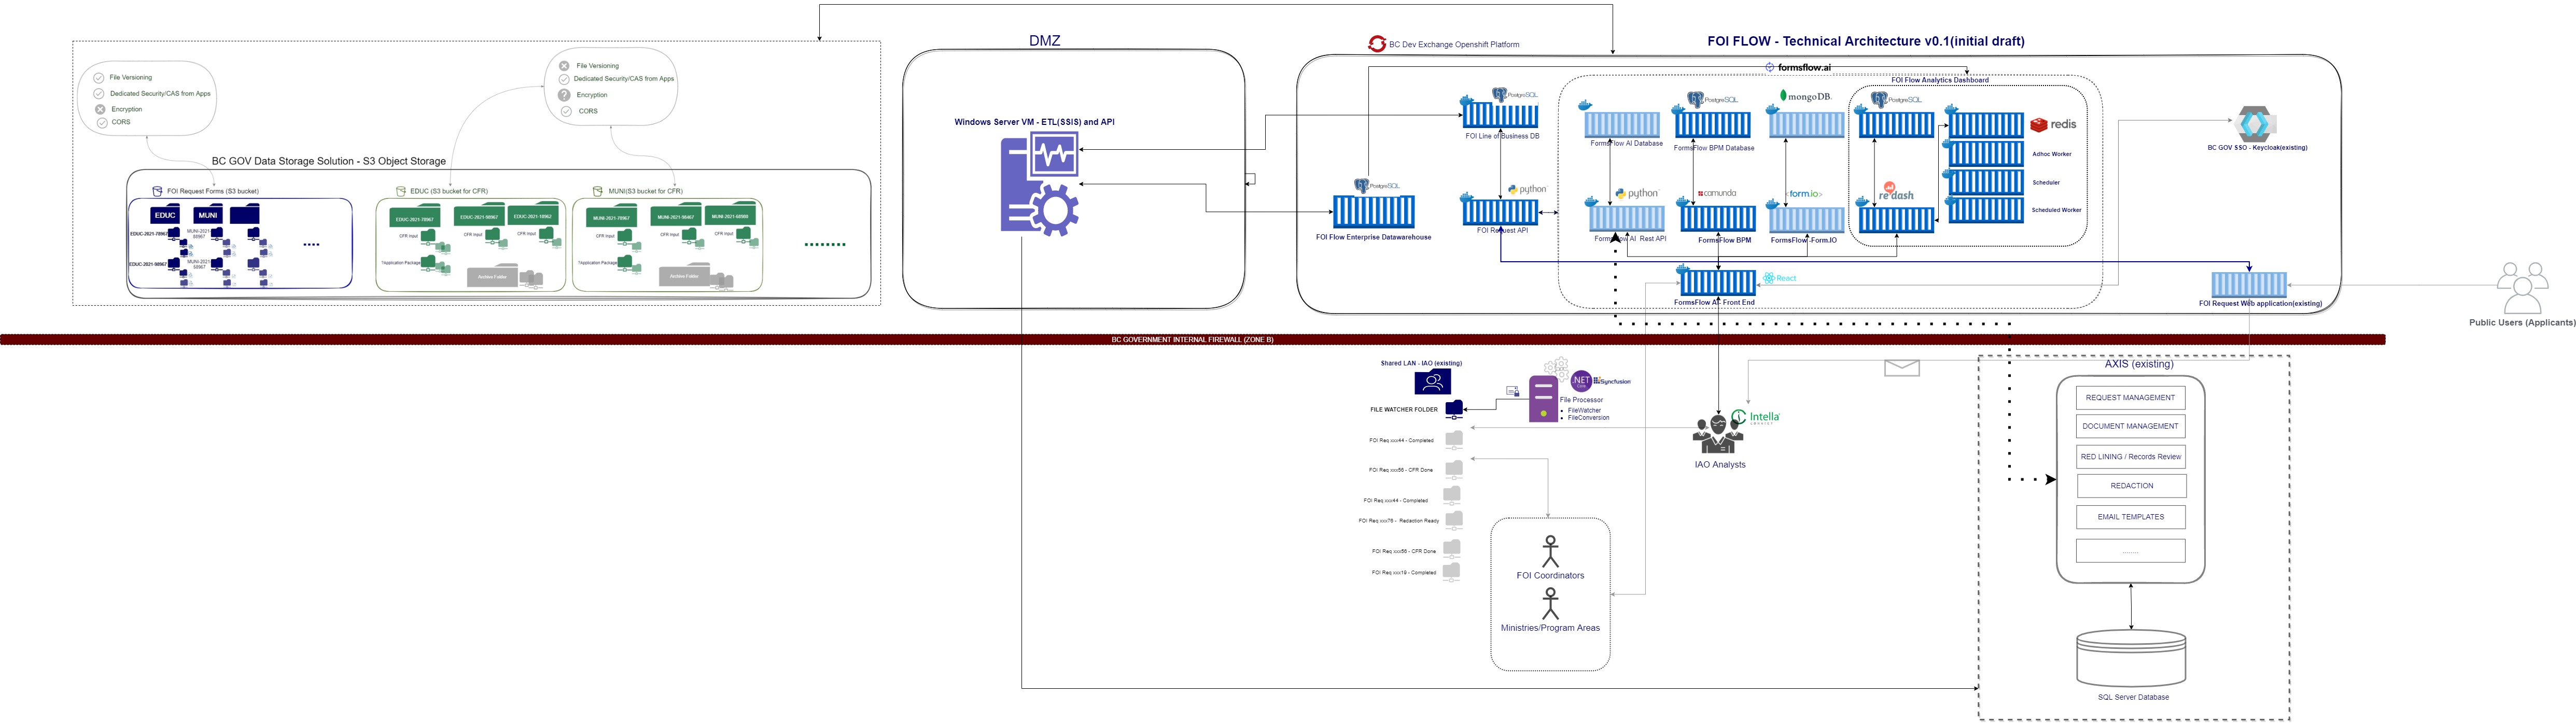 DMZ
BC Dev Exchange Openshift Platform
FOI FLOW - Technical Architecture v0.1(initial draft)
File Versioning
Dedicated Security/CAS from Apps
Encryption
CORS
File Versioning
Dedicated Security/CAS from Apps
?
Encryption
CORS
BC GOV Data Storage Solution - S3 Object Storage
FOI Request Forms (S3 bucket)
EDUC
MUNI
EDUC-2021-78967
MUNI-2021-
68967
EDUC-2021-98967
MUNI-2021-
58967
....
EDUC (S3 bucket for CFR)
EDUC-2021-78967
EDUC-2021-98967
EDUC-2021-18962
CFR Input
CFR Input
CFR Input
?Application Package
Archive Folder
MUNI(S3 bucket for CFR)
MUNI-2021-78967
MUNI-2021-98467
MUNI-2021-68989
CFR Input
CFR Input
CFR Input
?Application Package
Archive Folder
........
Windows Server VM - ETL(SSIS) and API
formsflow.ai
FOI Flow Analytics Dashboard
PostgreSQL
FOI Line of Business DB
PostgreSQL
FOI Flow Enterprise Datawarehouse
python
FOI Request API
FormsFlow AI Database
PostgreSQL
FormsFlow BPM Database
mongoDB.
PostgreSQL
redis
Adhoc Worker
Scheduler
Scheduled Worker
python
FormsFlow AI Rest API
camunda
FormsFlow BPM
<form.io>
FormsFlow -Form.IO
redash
React
FormsFlow AI - Front End
BC GOV SSO - Keycloak(existing)
FOI Request Web application(existing)
Public Users (Applicants)
BC GOVERNMENT INTERNAL FIREWALL (ZONE B)
Shared LAN - IAO (existing)
FILE WATCHER FOLDER
FOI Req xxx44 - Completed
FOI Req xxx56 - CFR Done
FOI Req xxx44 - Completed
FOI Req xxx76 - Redaction Ready
FOI Req xxx56 - CFR Done
FOI Req xxx19 - Completed
.NET
Core
Syncfusion
File Processor
FileWatcher
FileConversion
Intella
IAO Analysts
FOI Coordinators
Ministries/Program Areas
AXIS (existing)
REQUEST MANAGEMENT
DOCUMENT MANAGEMENT
RED LINING / Records Review
REDACTION
EMAIL TEMPLATES
........
SQL Server Database